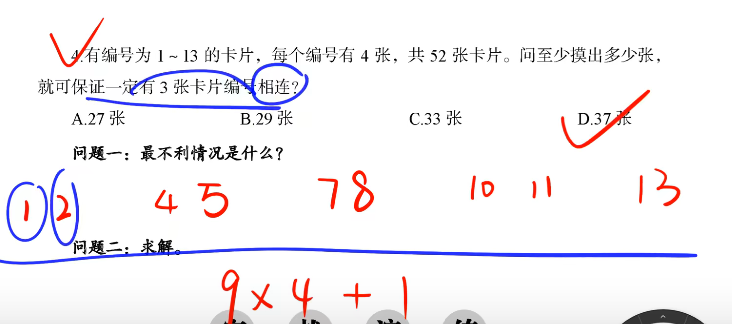 4.有编号为 1~13 的卡片，每个编号有 4 张，共 52 张卡片。问至少摸出多少张，
就可保证一定有 3 张卡片编号相连？
A.27 张 B.29 张 C.33 张 D.37 张
问题一：最不利情况是什么？
1 2 4 5 7 8 10 11 13
问题二：求解。
9×4+1